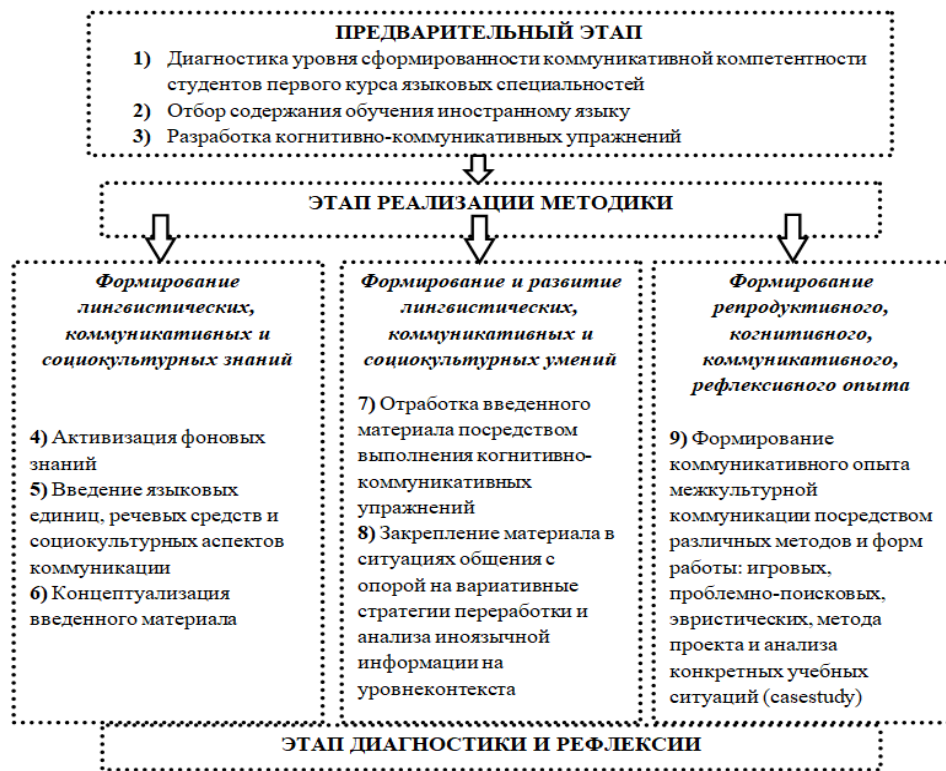 ПРЕДВАРИТЕЛЬНЫЙ ЭТАП
1) Диагностика уровня сформированности коммуникативной компетентности
студентов первого курса языковых специальностей
2) Отбор содержания обучения иностранному языку
3) Разработка когнитивно-коммуникативных упражнений
ЭТАП РЕАЛИЗАЦИИ МЕТОДИКИ
Формирование
лингвистических,
коммуникативных и
социокультурных знаний
4) Активизация фоновых
знаний
5) Введение языковых
единиц, речевых средств и
социокультурных аспектов
коммуникации
6) Концептуализация
введенного материала
Формирование и развитие
лингвистических,
коммуникативных и
социокультурных умений
7) Отработка введенного
материала посредством
выполнения когнитивно-
коммуникативных
упражнений
8) Закрепление материала в
ситуациях общения с
опорой на вариативные
стратегии переработки и
анализа иноязычной
информации на
уровнеконтекста
Формирование
репродуктивного,
когнитивного,
коммуникативного,
рефлексивного опыта
9) Формирование
коммуникативного опыта
межкультурной
коммуникации посредством
различных методов и форм
работы: игровых,
проблемно-поисковых,
эвристических, метода
проекта и анализа
конкретных учебных
ситуаций (casestudy)
ЭТАП ДИАГНОСТИКИ И РЕФЛЕКСИИ